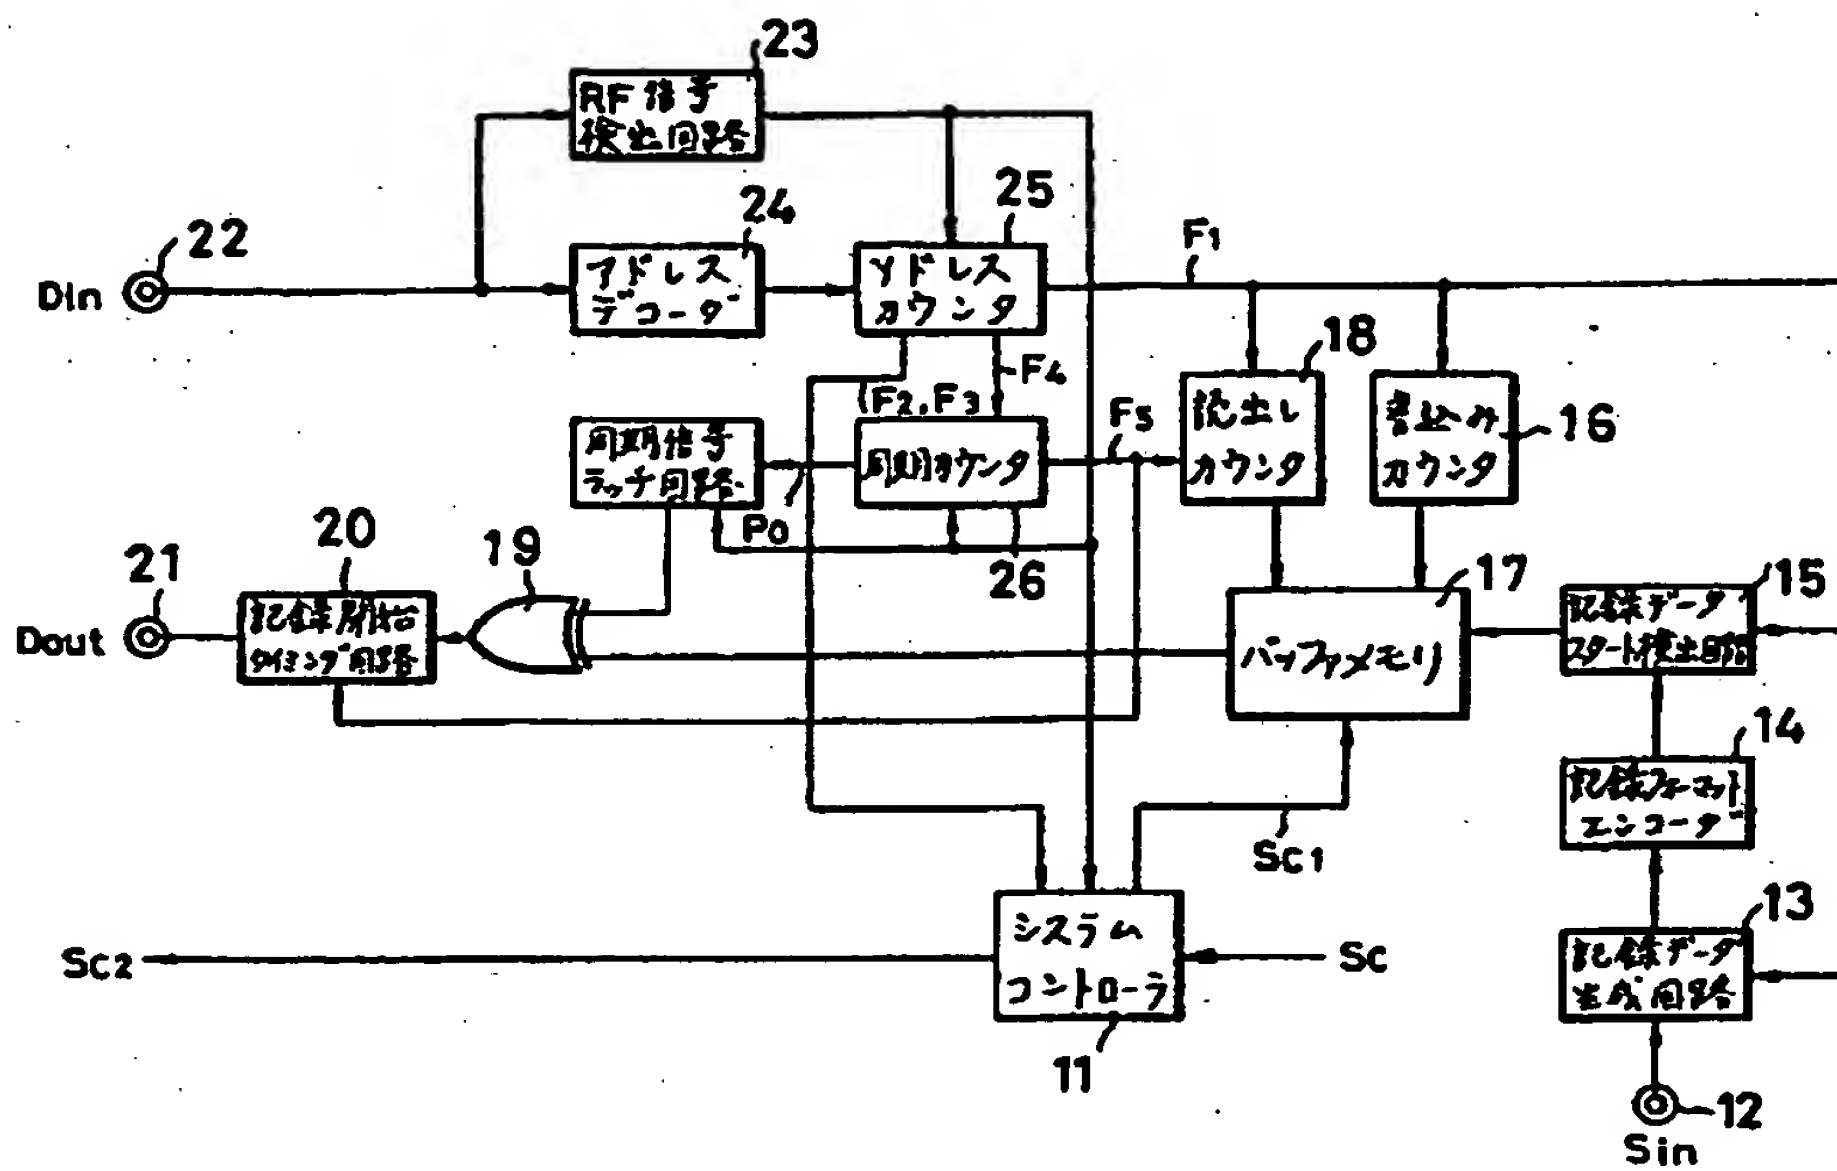 23
RF信号
検出回路
22
24
25
Din
アドレス
デコーダ
アドレス
カウンタ
F1
F4
(F2,F3
18
読出し
カウンタ
16
書込み
カウンタ
周期信号
ラッチ回路
P0
周期カウンタ
F5
26
21
20
19
Dout
記録開始
タイミング回路
17
バッファメモリ
15
記録データ
スタート検出回路
14
記録フォーマット
エンコーダ
SC1
13
記録データ
生成回路
SC2
システム
コントローラ
SC
11
12
Sin